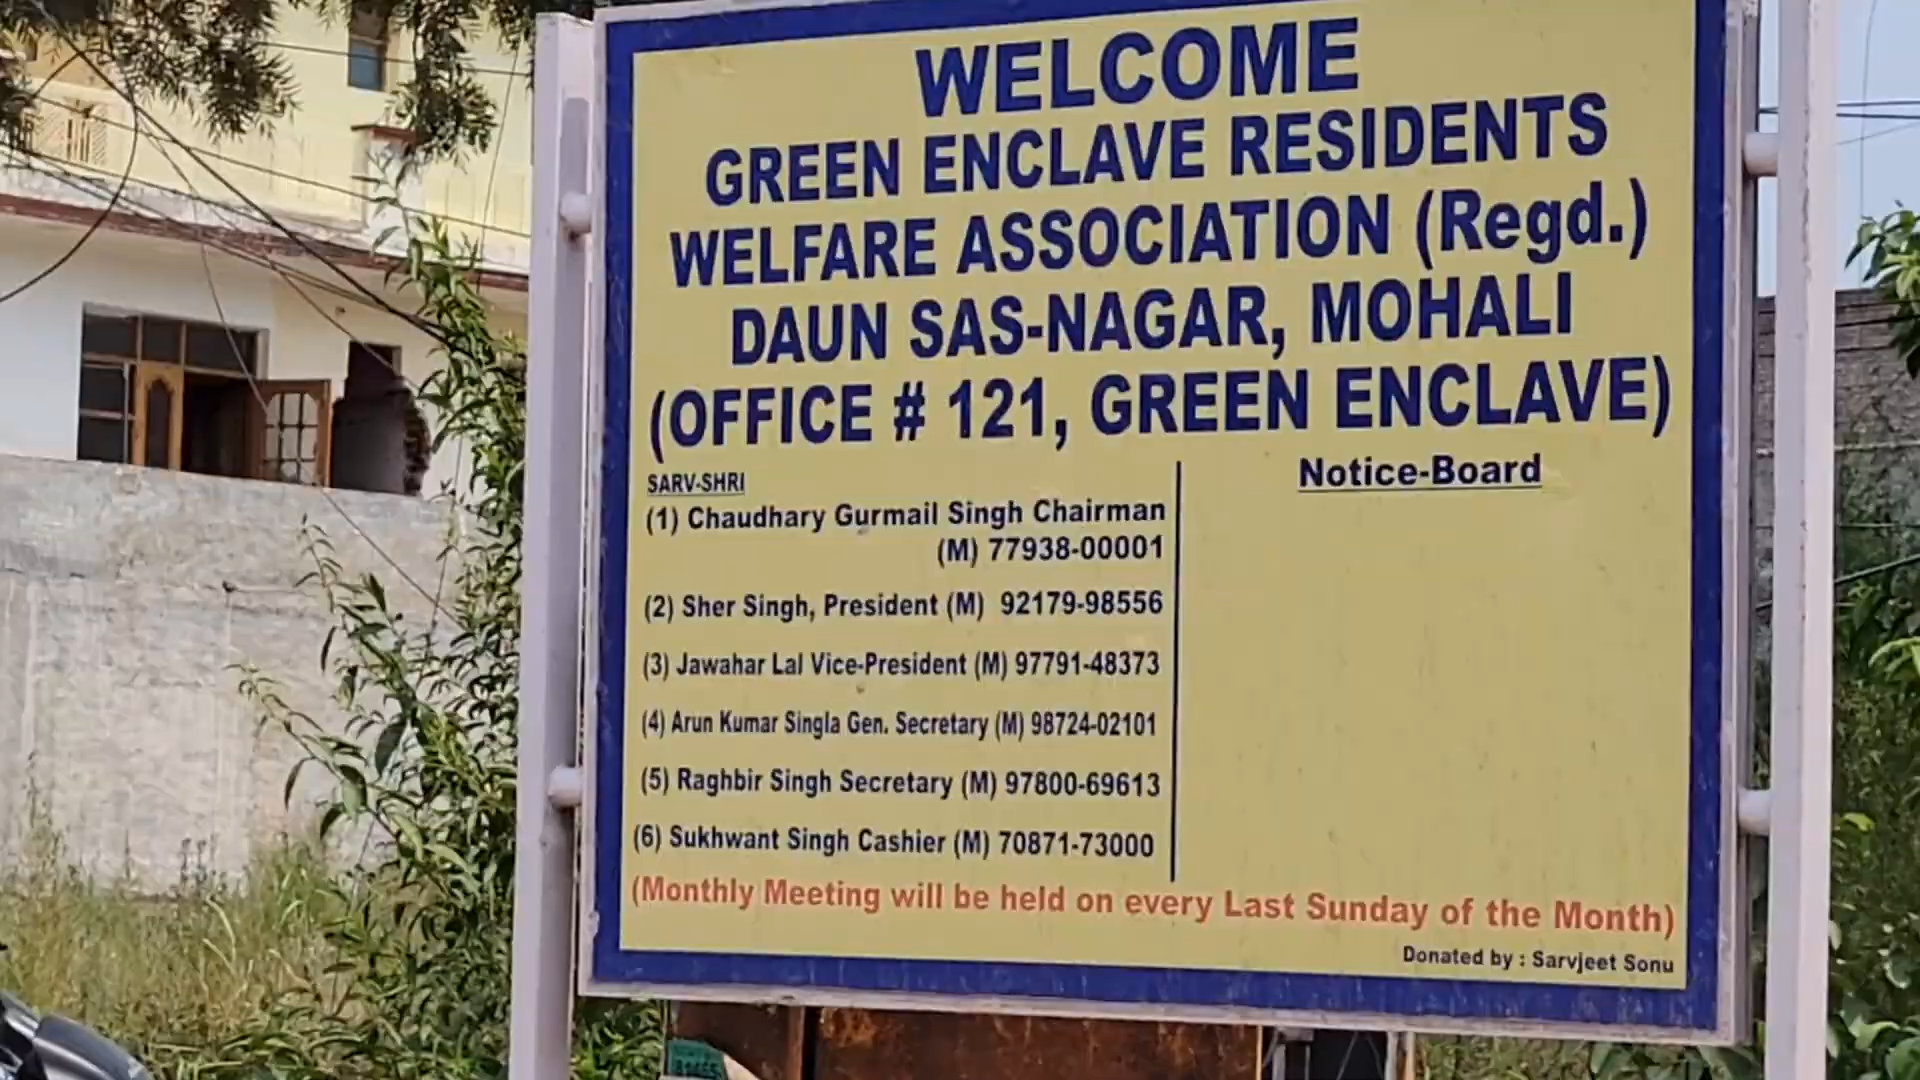 WELCOME
GREEN ENCLAVE RESIDENTS
WELFARE ASSOCIATION (Regd.)
DAUN SAS-NAGAR, MOHALI
(OFFICE # 121, GREEN ENCLAVE)
SARV-SHRI
(1) Chaudhary Gurmail Singh Chairman
(M) 77938-00001
(2) Sher Singh, President (M) 92179-98556
(3) Jawahar Lal Vice-President (M) 97791-48373
(4) Arun Kumar Singla Gen. Secretary (M) 98724-02101
(5) Raghbir Singh Secretary (M) 97800-69613
(6) Sukhwant Singh Cashier (M) 70871-73000
Notice-Board
(Monthly Meeting will be held on every Last Sunday of the Month)
Donated by : Sarvjeet Sonu